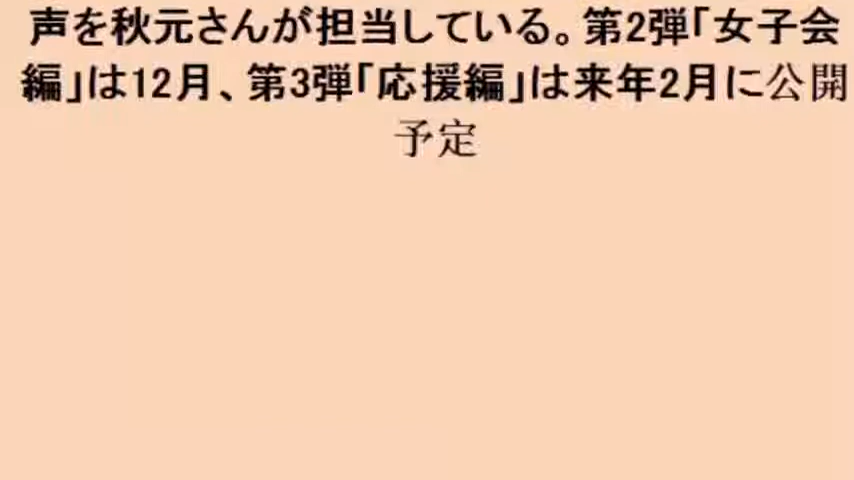 声を秋元さんが担当している。第2弾「女子会
編」は12月、第3弾「応援編」は来年2月に公開
予定